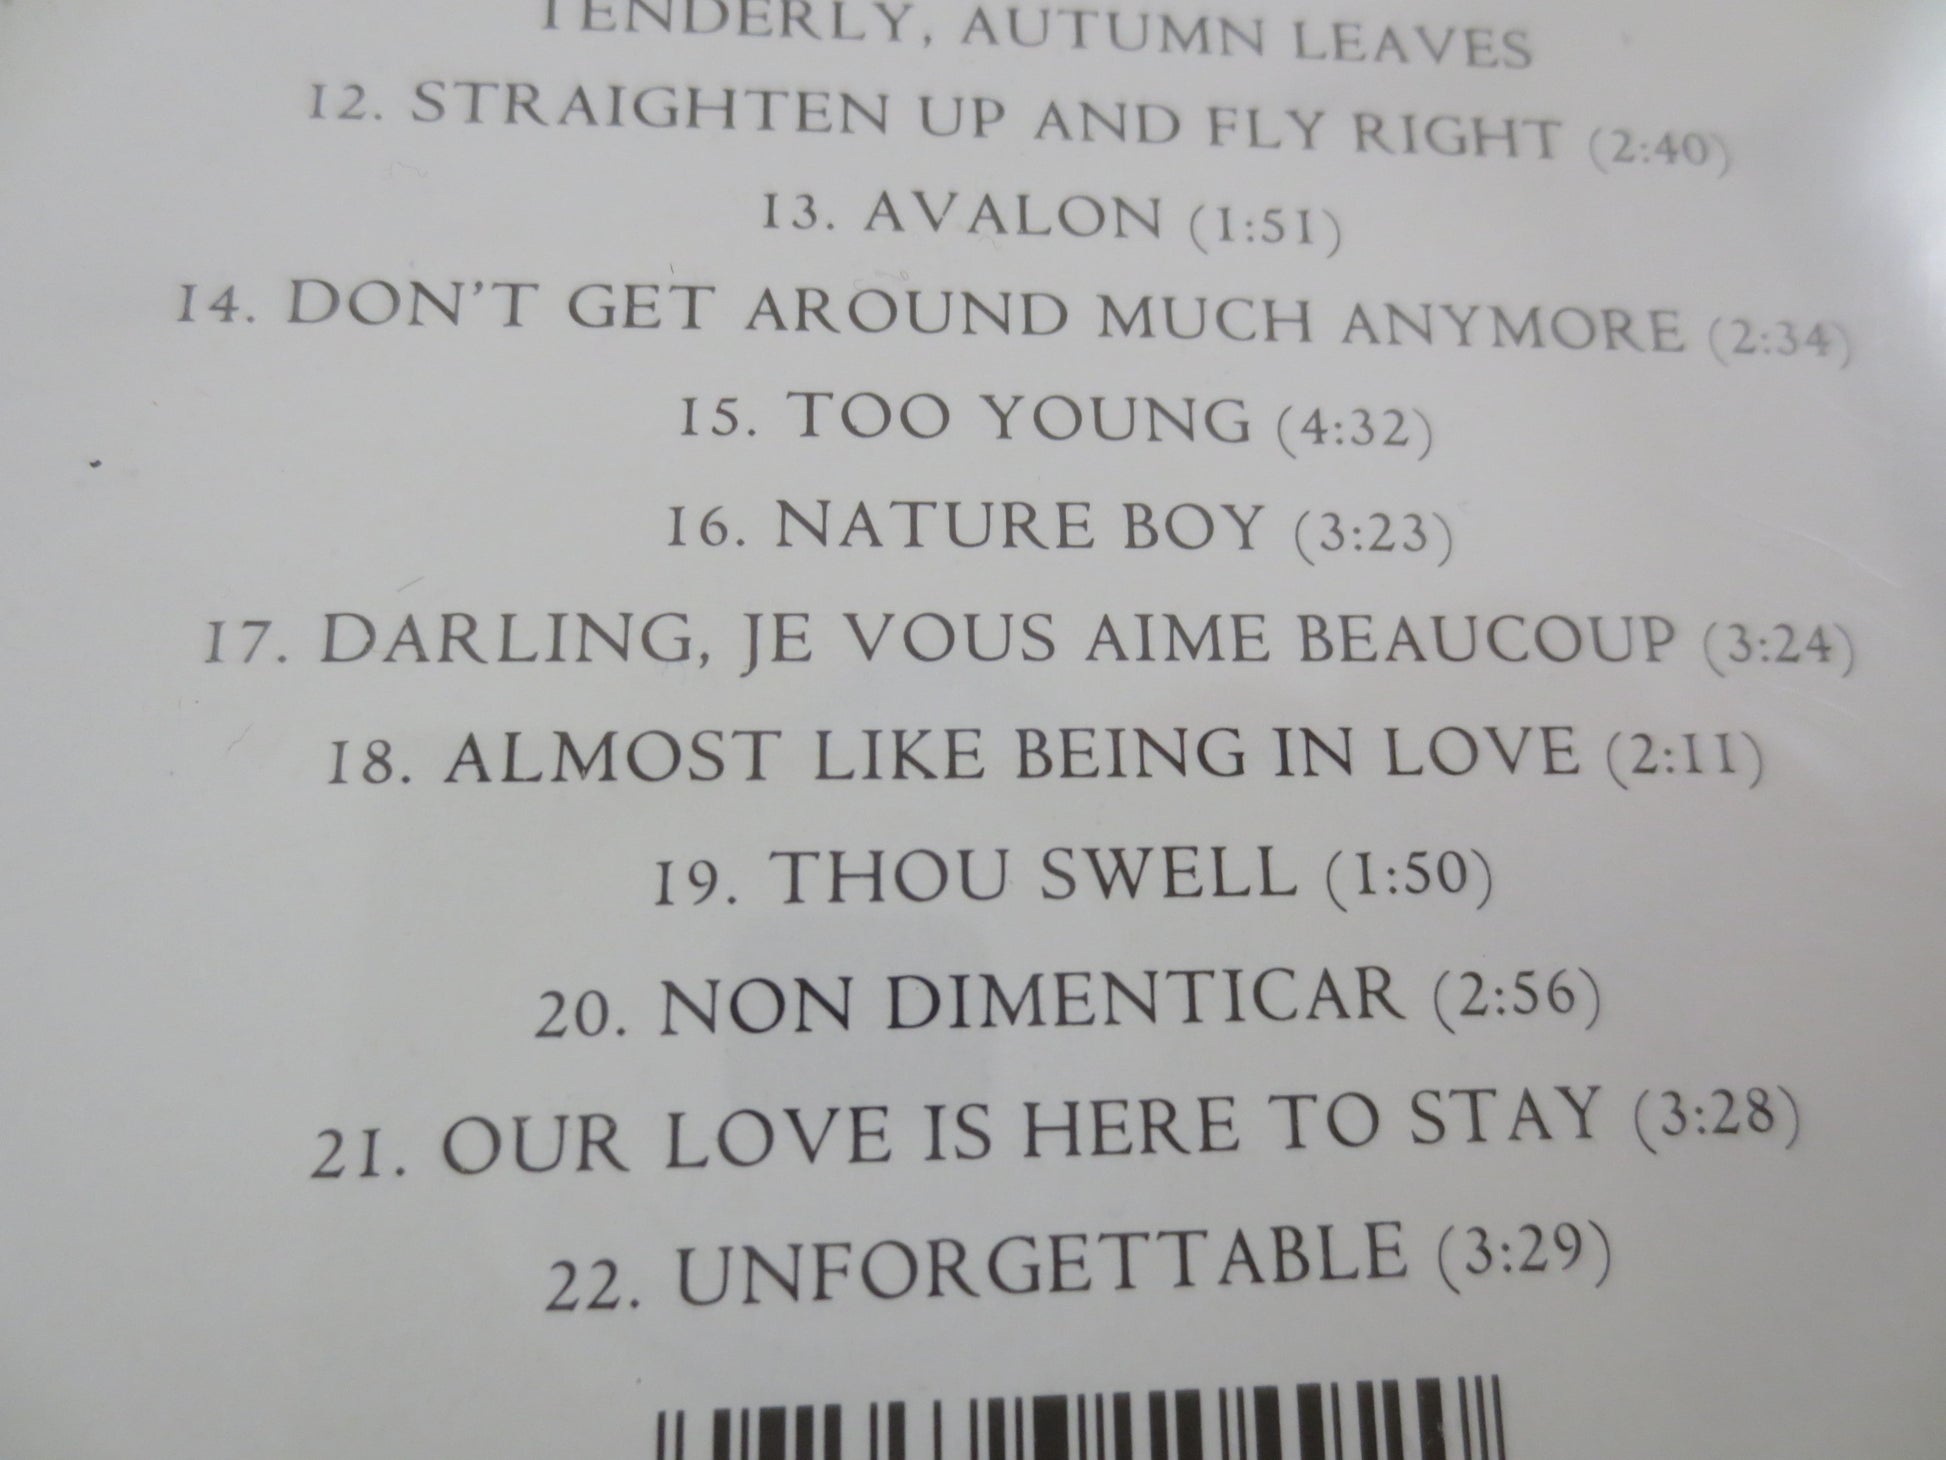 TENDERLY, AUTUMN LEAVES
12. STRAIGHTEN UP AND FLY RIGHT (2:40)
13. AVALON (1:51)
14. DON'T GET AROUND MUCH ANYMORE (2:34)
15. TOO YOUNG (4:32)
16. NATURE BOY (3:23)
17. DARLING, JE VOUS AIME BEAUCOUP (3:24)
18. ALMOST LIKE BEING IN LOVE (2:11)
19. THOU SWELL (1:50)
20. NON DIMENTICAR (2:56)
21. OUR LOVE IS HERE TO STAY (3:28)
22. UNFORGETTABLE (3:29)